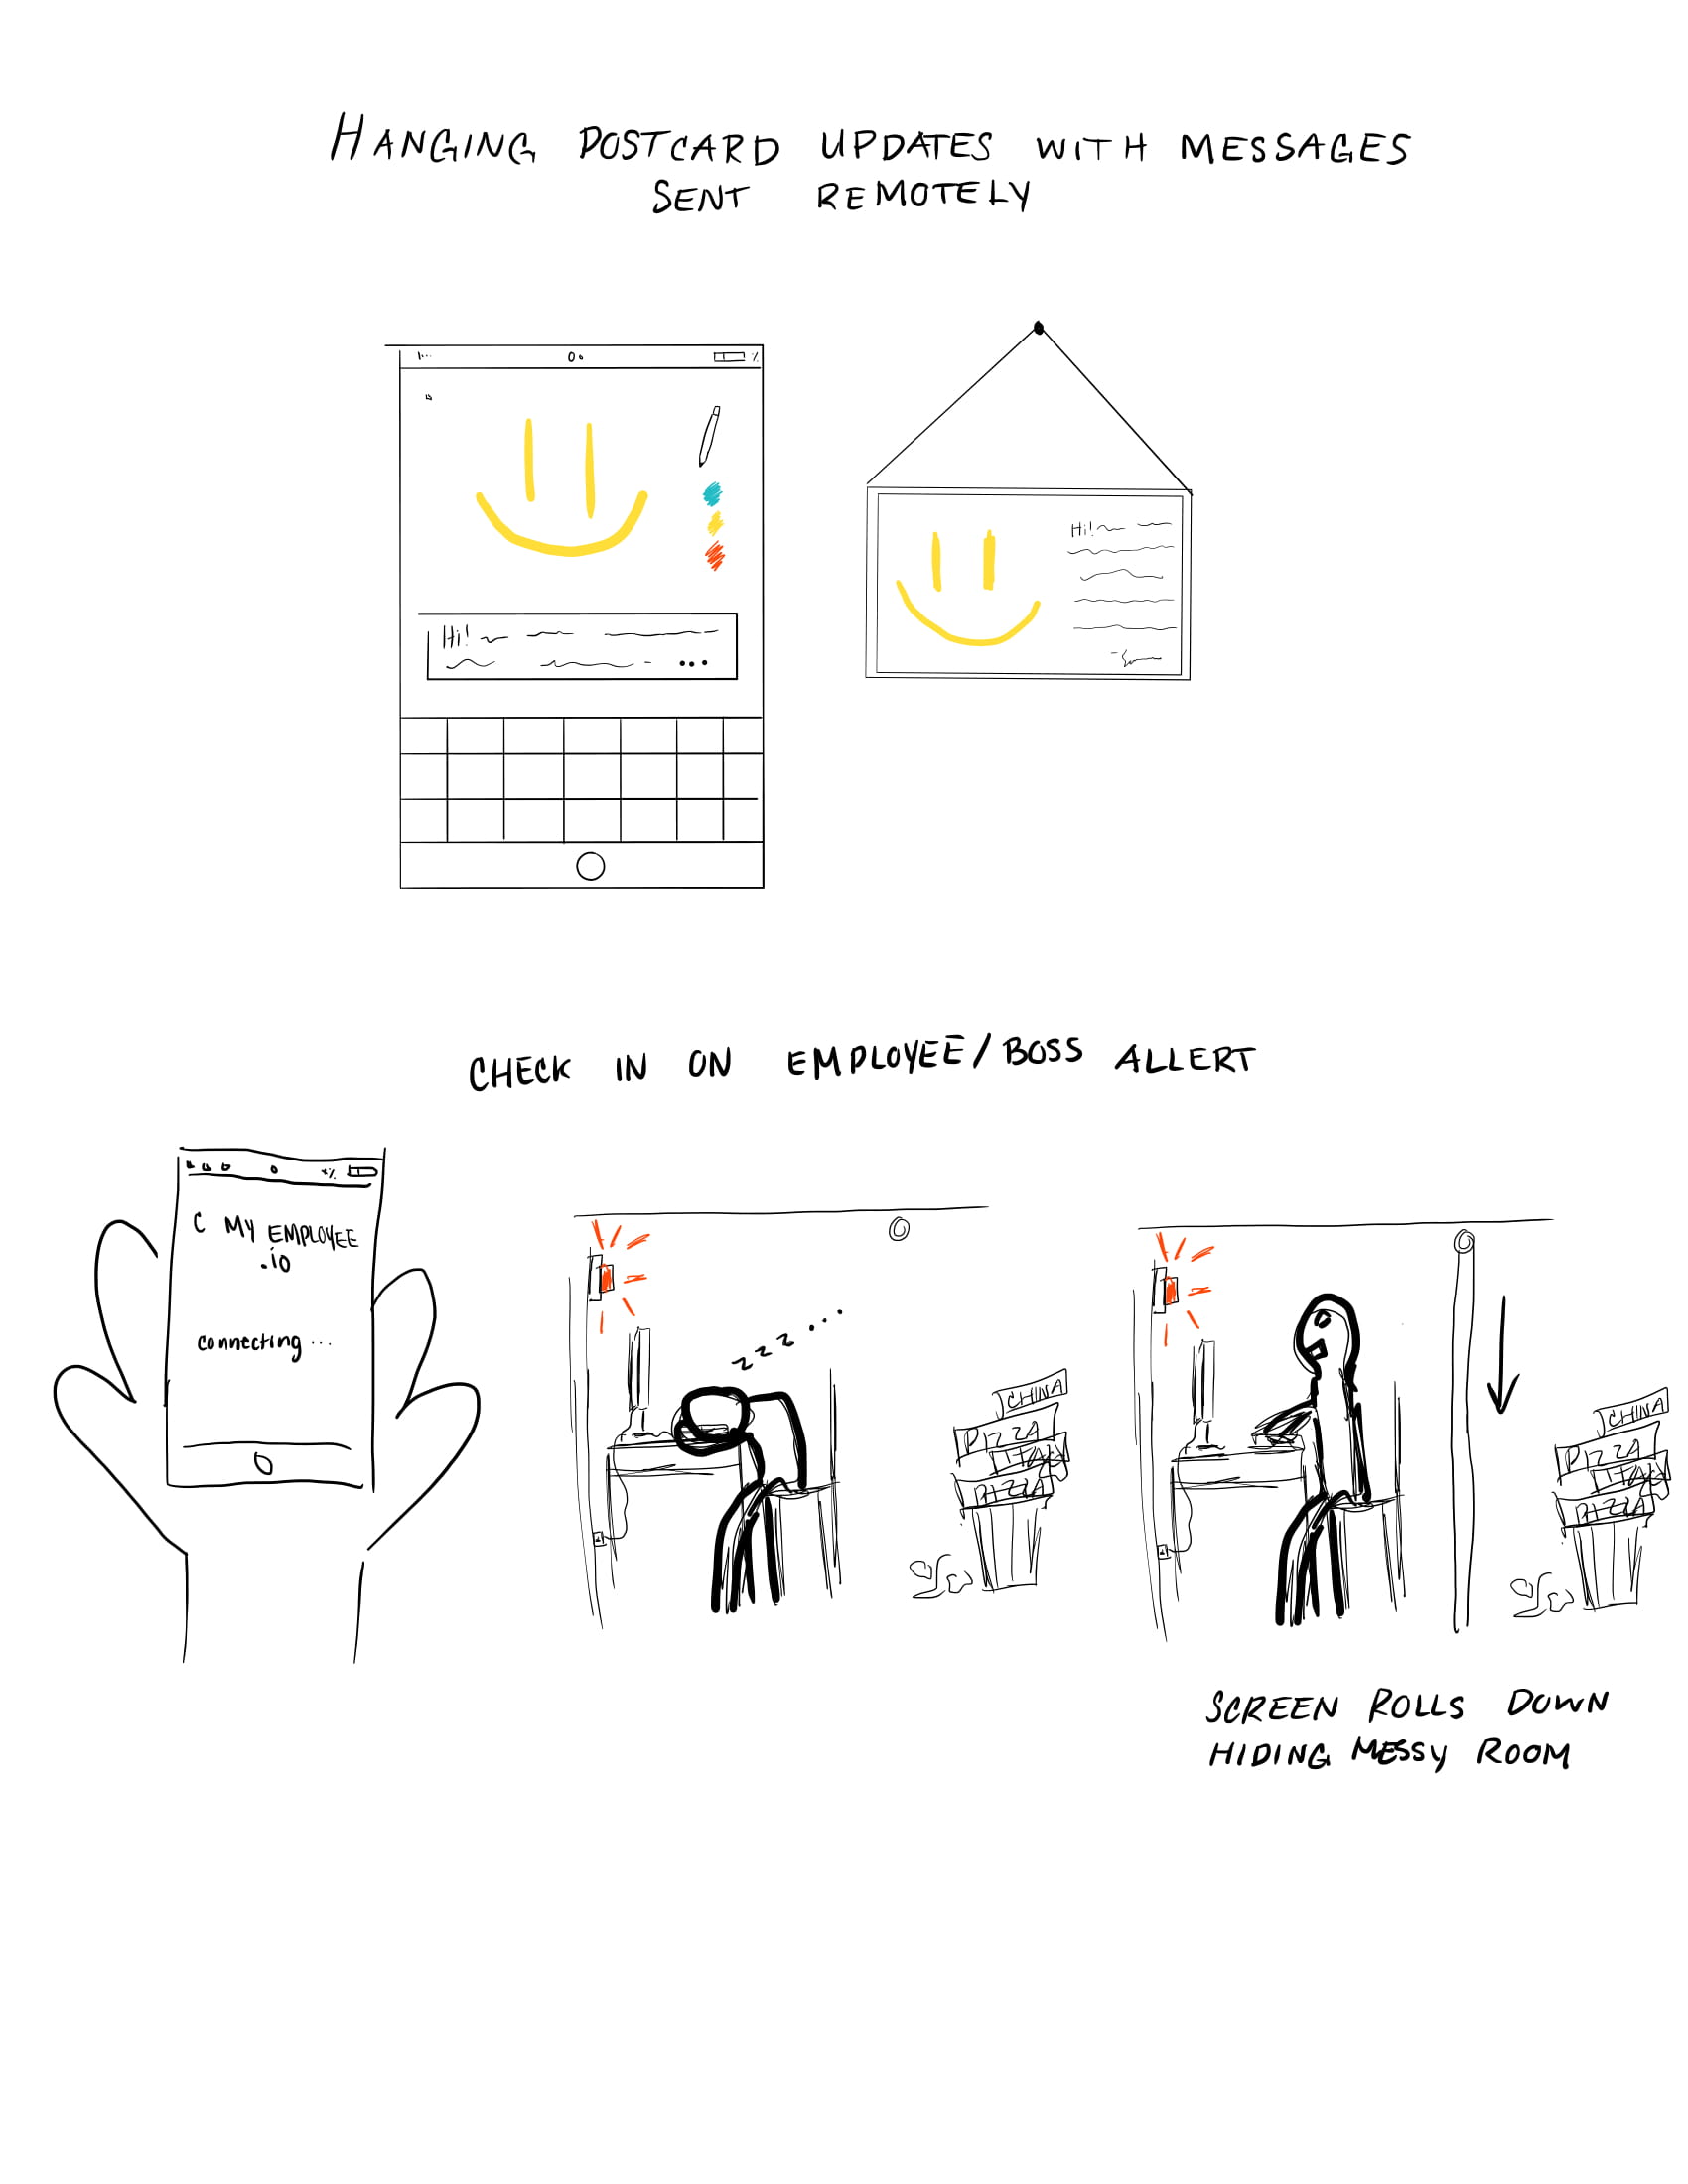 HANGING POSTCARD UPDATES WITH MESSAGES
SENT REMOTELY
Hi!
Hi!
CHECK IN ON EMPLOYEE/BOSS ALLERT
C MY EMPLOYEE
.io
connecting ...
z z z ...
CHINA
PIZZA
ITALY
PIZZA
CHINA
PIZZA
ITALY
PIZZA
SCREEN ROLLS DOWN
HIDING MESSY ROOM